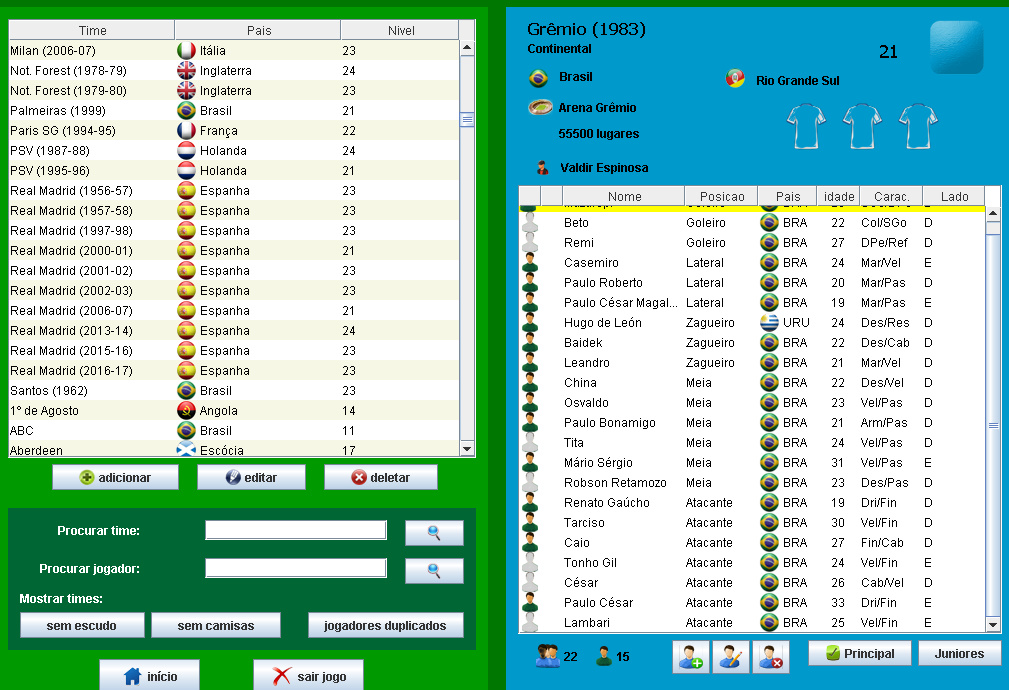 Time Pais Nivel
Milan (2006-07) Itália 23
Not. Forest (1978-79) Inglaterra 24
Not. Forest (1979-80) Inglaterra 23
Palmeiras (1999) Brasil 21
Paris SG (1994-95) França 22
PSV (1987-88) Holanda 24
PSV (1995-96) Holanda 21
Real Madrid (1956-57) Espanha 23
Real Madrid (1957-58) Espanha 23
Real Madrid (1997-98) Espanha 23
Real Madrid (2000-01) Espanha 21
Real Madrid (2001-02) Espanha 23
Real Madrid (2002-03) Espanha 23
Real Madrid (2006-07) Espanha 21
Real Madrid (2013-14) Espanha 24
Real Madrid (2015-16) Espanha 23
Real Madrid (2016-17) Espanha 23
Santos (1962) Brasil 23
1º de Agosto Angola 14
ABC Brasil 11
Aberdeen Escócia 17
adicionar editar deletar
Procurar time:
Procurar jogador:
Mostrar times:
sem escudo sem camisas jogadores duplicados
início sair jogo
Grêmio (1983)
Continental
21
Brasil Rio Grande Sul
Arena Grêmio
55500 lugares
Valdir Espinosa
Nome Posicao Pais idade Carac. Lado
Beto Goleiro BRA 22 Col/SGo D
Remi Goleiro BRA 27 DPe/Ref D
Casemiro Lateral BRA 24 Mar/Vel E
Paulo Roberto Lateral BRA 20 Mar/Pas D
Paulo César Magal... Lateral BRA 19 Mar/Pas E
Hugo de León Zagueiro URU 24 Des/Res D
Baidek Zagueiro BRA 22 Des/Cab D
Leandro Zagueiro BRA 21 Mar/Vel D
China Meia BRA 22 Des/Vel D
Osvaldo Meia BRA 23 Vel/Pas D
Paulo Bonamigo Meia BRA 21 Arm/Pas D
Tita Meia BRA 24 Vel/Pas D
Mário Sérgio Meia BRA 31 Vel/Pas E
Robson Retamozo Meia BRA 23 Des/Pas D
Renato Gaúcho Atacante BRA 19 Dri/Fin D
Tarciso Atacante BRA 30 Vel/Fin D
Caio Atacante BRA 27 Fin/Cab D
Tonho Gil Atacante BRA 24 Vel/Fin E
César Atacante BRA 26 Cab/Vel D
Paulo César Atacante BRA 33 Dri/Fin E
Lambari Atacante BRA 25 Vel/Fin E
22 15 Principal Juniores